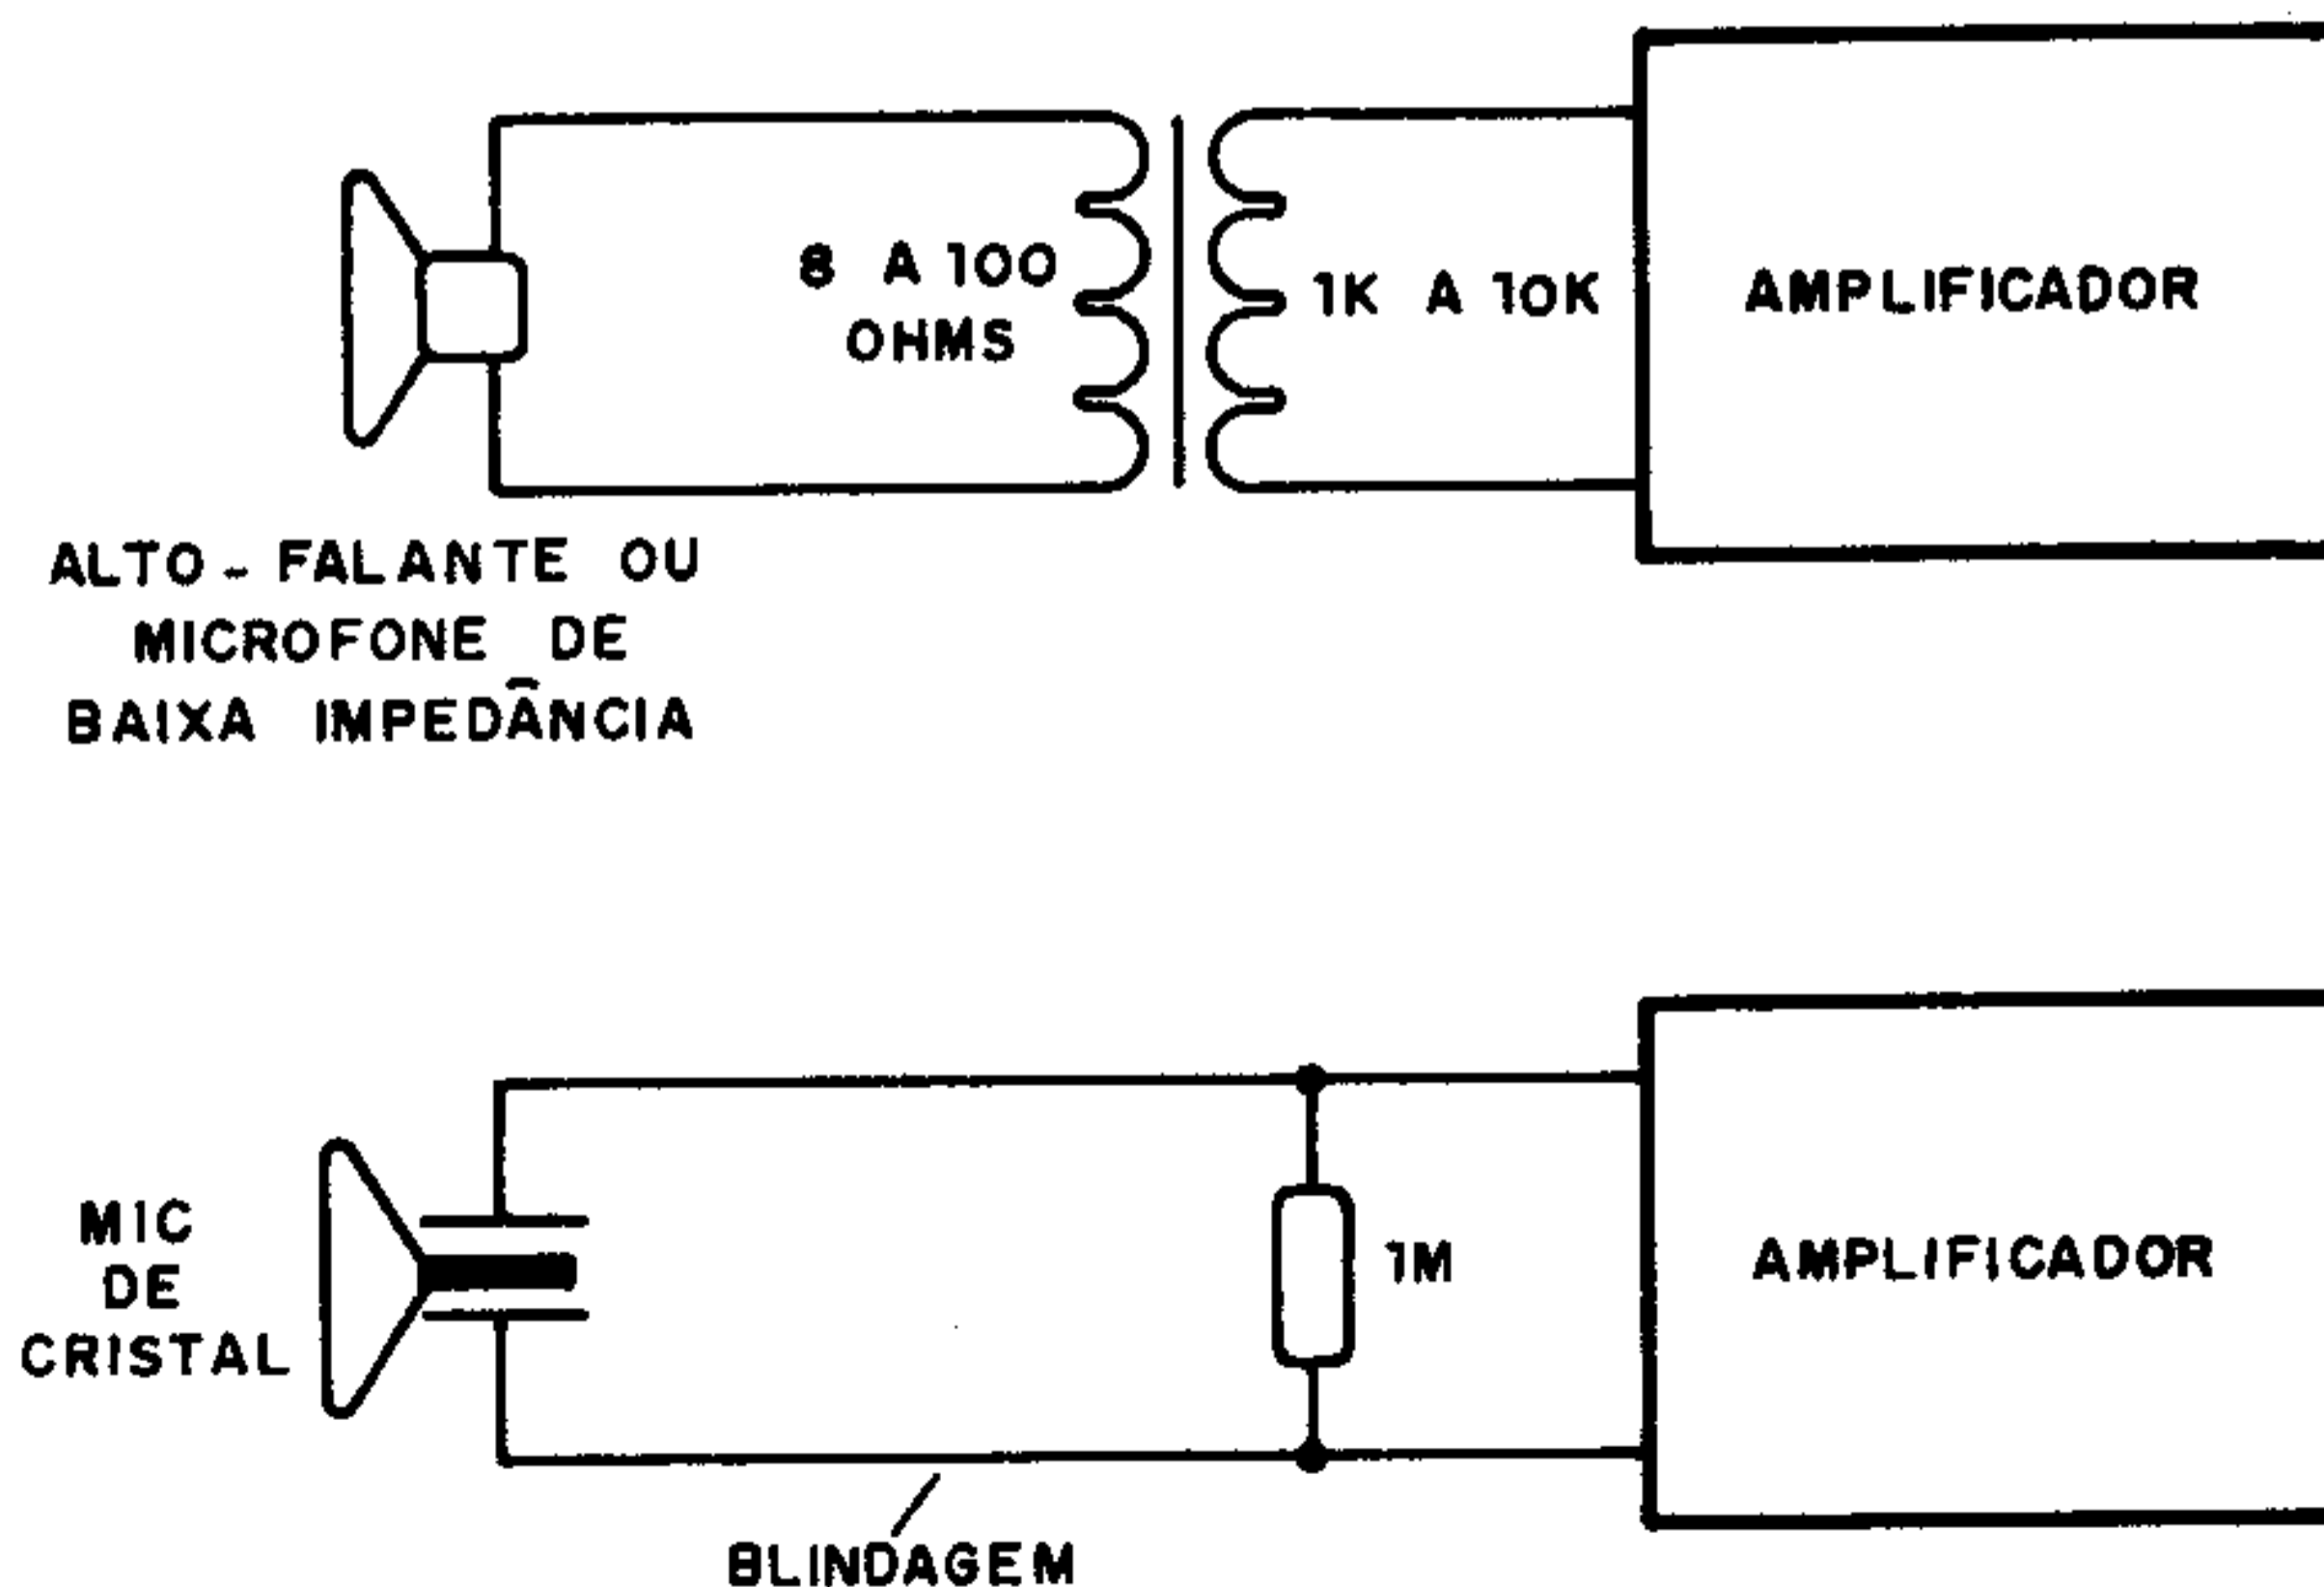 8 A 100
OHMS
1K A 10K
AMPLIFICADOR
ALTO-FALANTE OU
MICROFONE DE
BAIXA IMPEDÂNCIA
MIC
DE
CRISTAL
1M
AMPLIFICADOR
BLINDAGEM